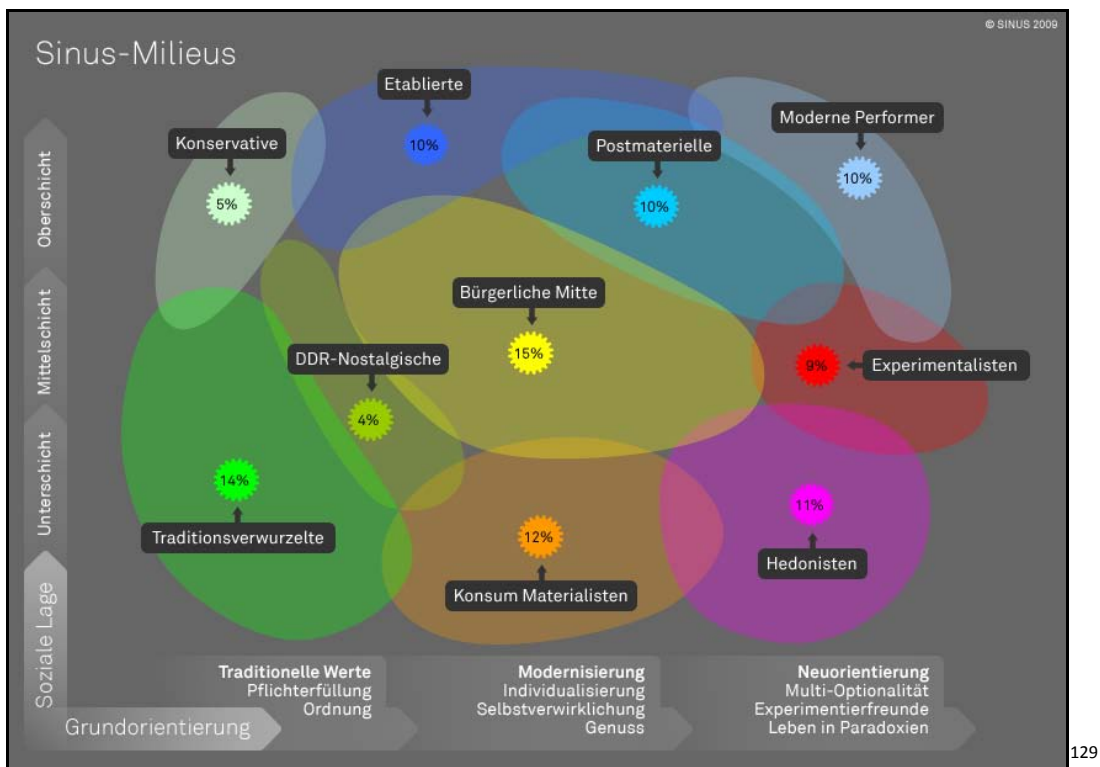 © SINUS 2009
Sinus-Milieus
Etablierte
10%
Konservative
5%
Postmaterielle
10%
Moderne Performer
10%
Bürgerliche Mitte
15%
DDR-Nostalgische
4%
9%
Experimentalisten
14%
Traditionsverwurzelte
12%
Konsum Materialisten
11%
Hedonisten
Oberschicht
Mittelschicht
Unterschicht
Soziale Lage
Grundorientierung
Traditionelle Werte
Pflichterfüllung
Ordnung
Modernisierung
Individualisierung
Selbstverwirklichung
Genuss
Neuorientierung
Multi-Optionalität
Experimentierfreunde
Leben in Paradoxien
129